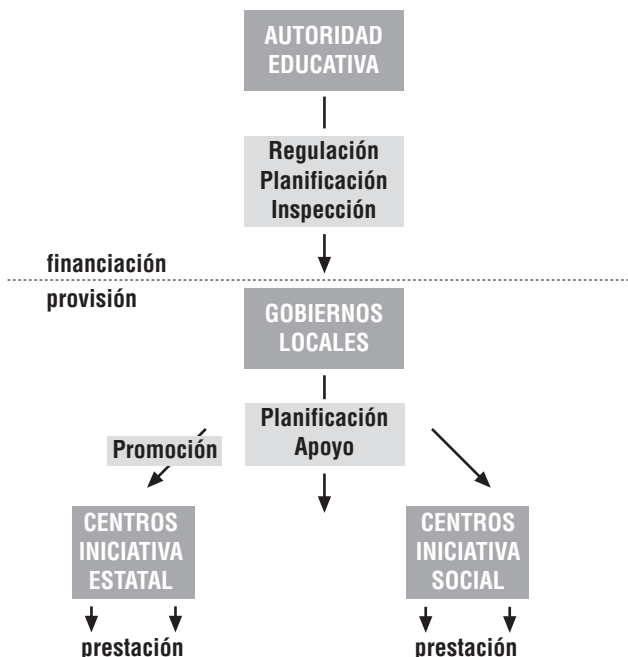 AUTORIDAD
EDUCATIVA
Regulación
Planificación
Inspección
financiación
provisión
GOBIERNOS
LOCALES
Planificación
Apoyo
Promoción
CENTROS
INICIATIVA
ESTATAL
CENTROS
INICIATIVA
SOCIAL
prestación
prestación